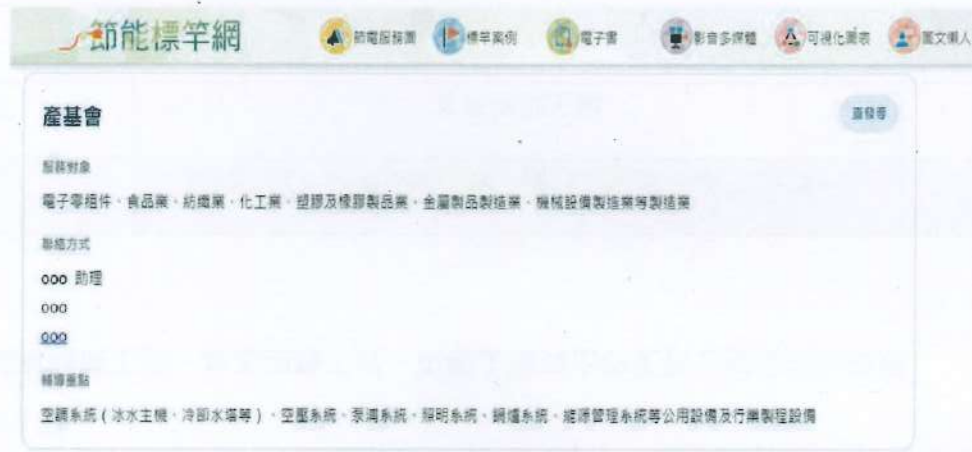 節能標竿網
節電服務團
標竿案例
電子書
影音多媒體
可視化圖表
圖文懶人
產基會
服務對象
電子零組件、食品業、紡織業、化工業、塑膠及橡膠製品業、金屬製品製造業、機械設備製造業等製造業
聯絡方式
ooo 助理
ooo
ooo
輔導重點
空調系統（冰水主機、冷卻水塔等）、空壓系統、泵浦系統、照明系統、鍋爐系統、能源管理系統等公用設備及行業製程設備